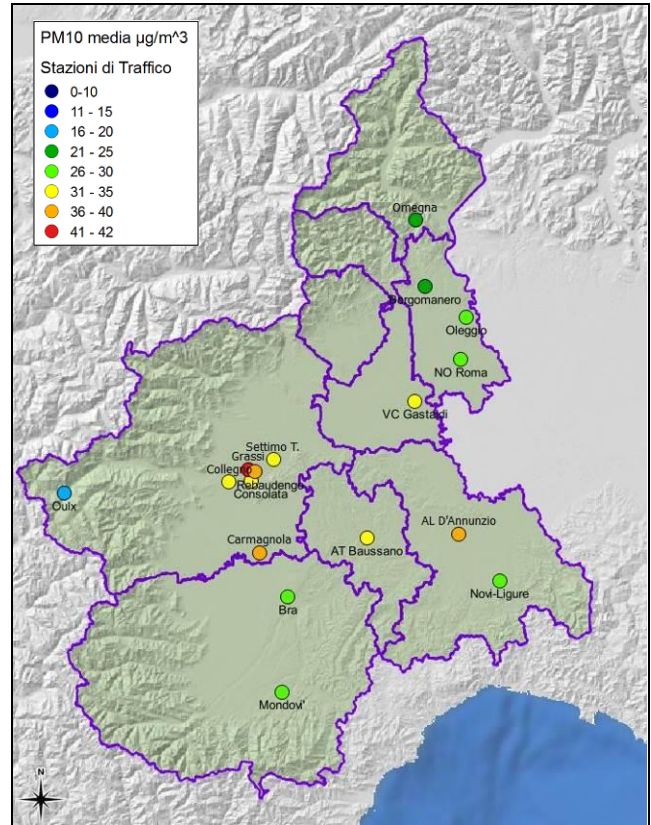 PM10 media µg/m^3
Stazioni di Traffico
0-10
11 - 15
16 - 20
21 - 25
26 - 30
31 - 35
36 - 40
41 - 42
Omegna
Borgomanero
Oleggio
NO Roma
VC Gastaldi
Settimo T.
Grassi
Collegno
Rebaudengo
Consolata
Oulx
Carmagnola
AT Baussano
AL D'Annunzio
Novi-Ligure
Bra
Mondovi'
N